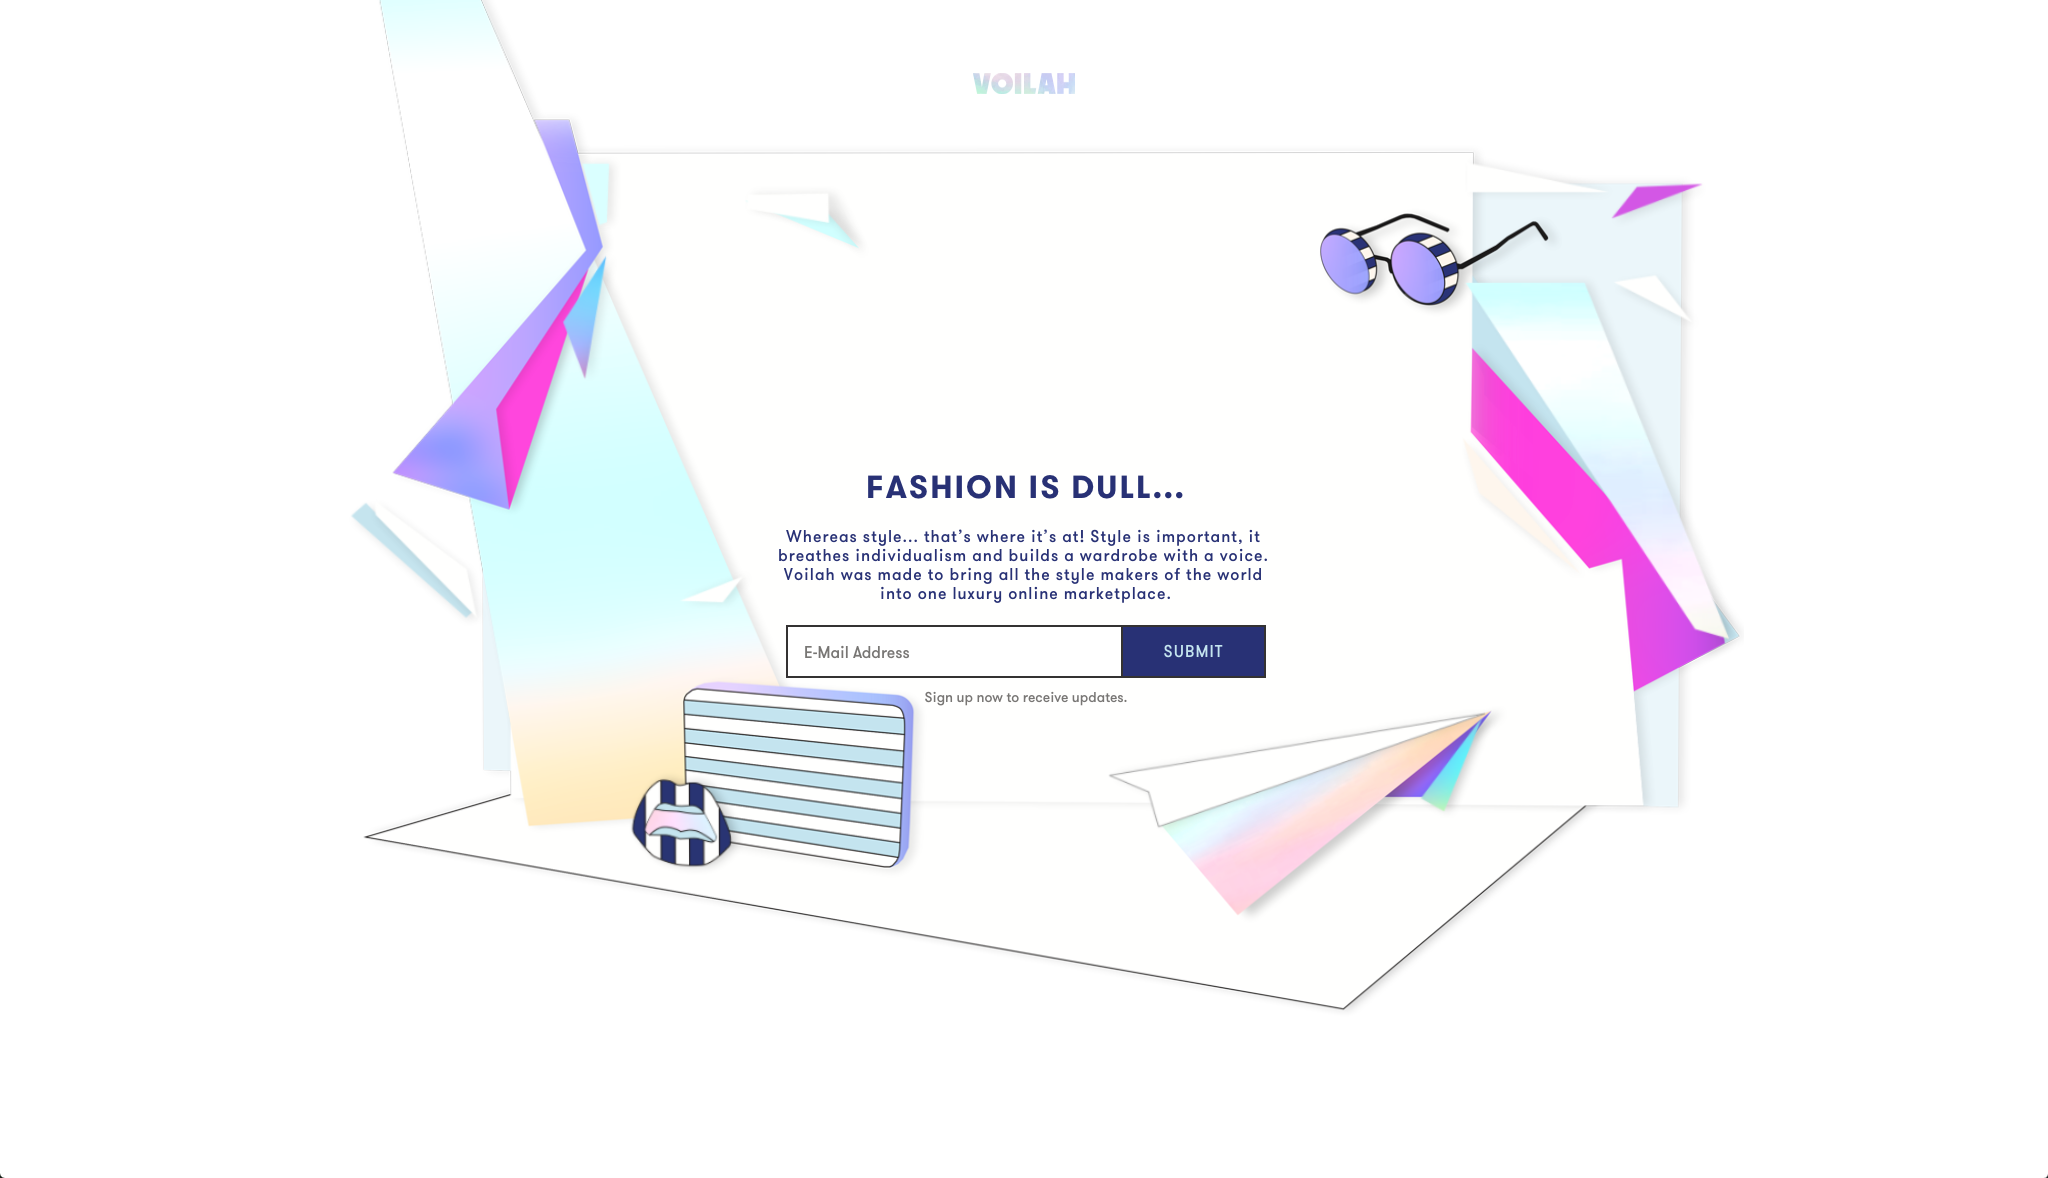 VOILAH
FASHION IS DULL...
Whereas style... that's where it's at! Style is important, it
breathes individualism and builds a wardrobe with a voice.
Voilah was made to bring all the style makers of the world
into one luxury online marketplace.
E-Mail Address
SUBMIT
Sign up now to receive updates.